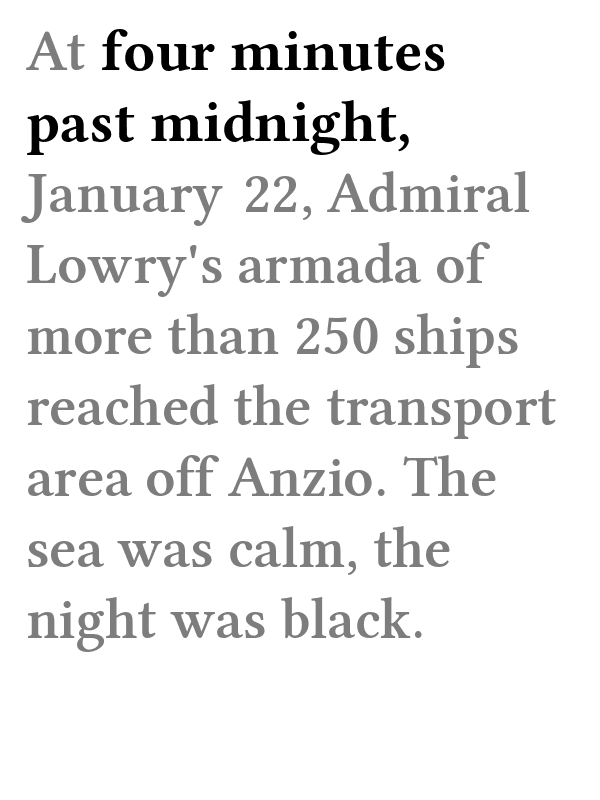 At four minutes
past midnight,
January 22, Admiral
Lowry's armada of
more than 250 ships
reached the transport
area off Anzio. The
sea was calm, the
night was black.